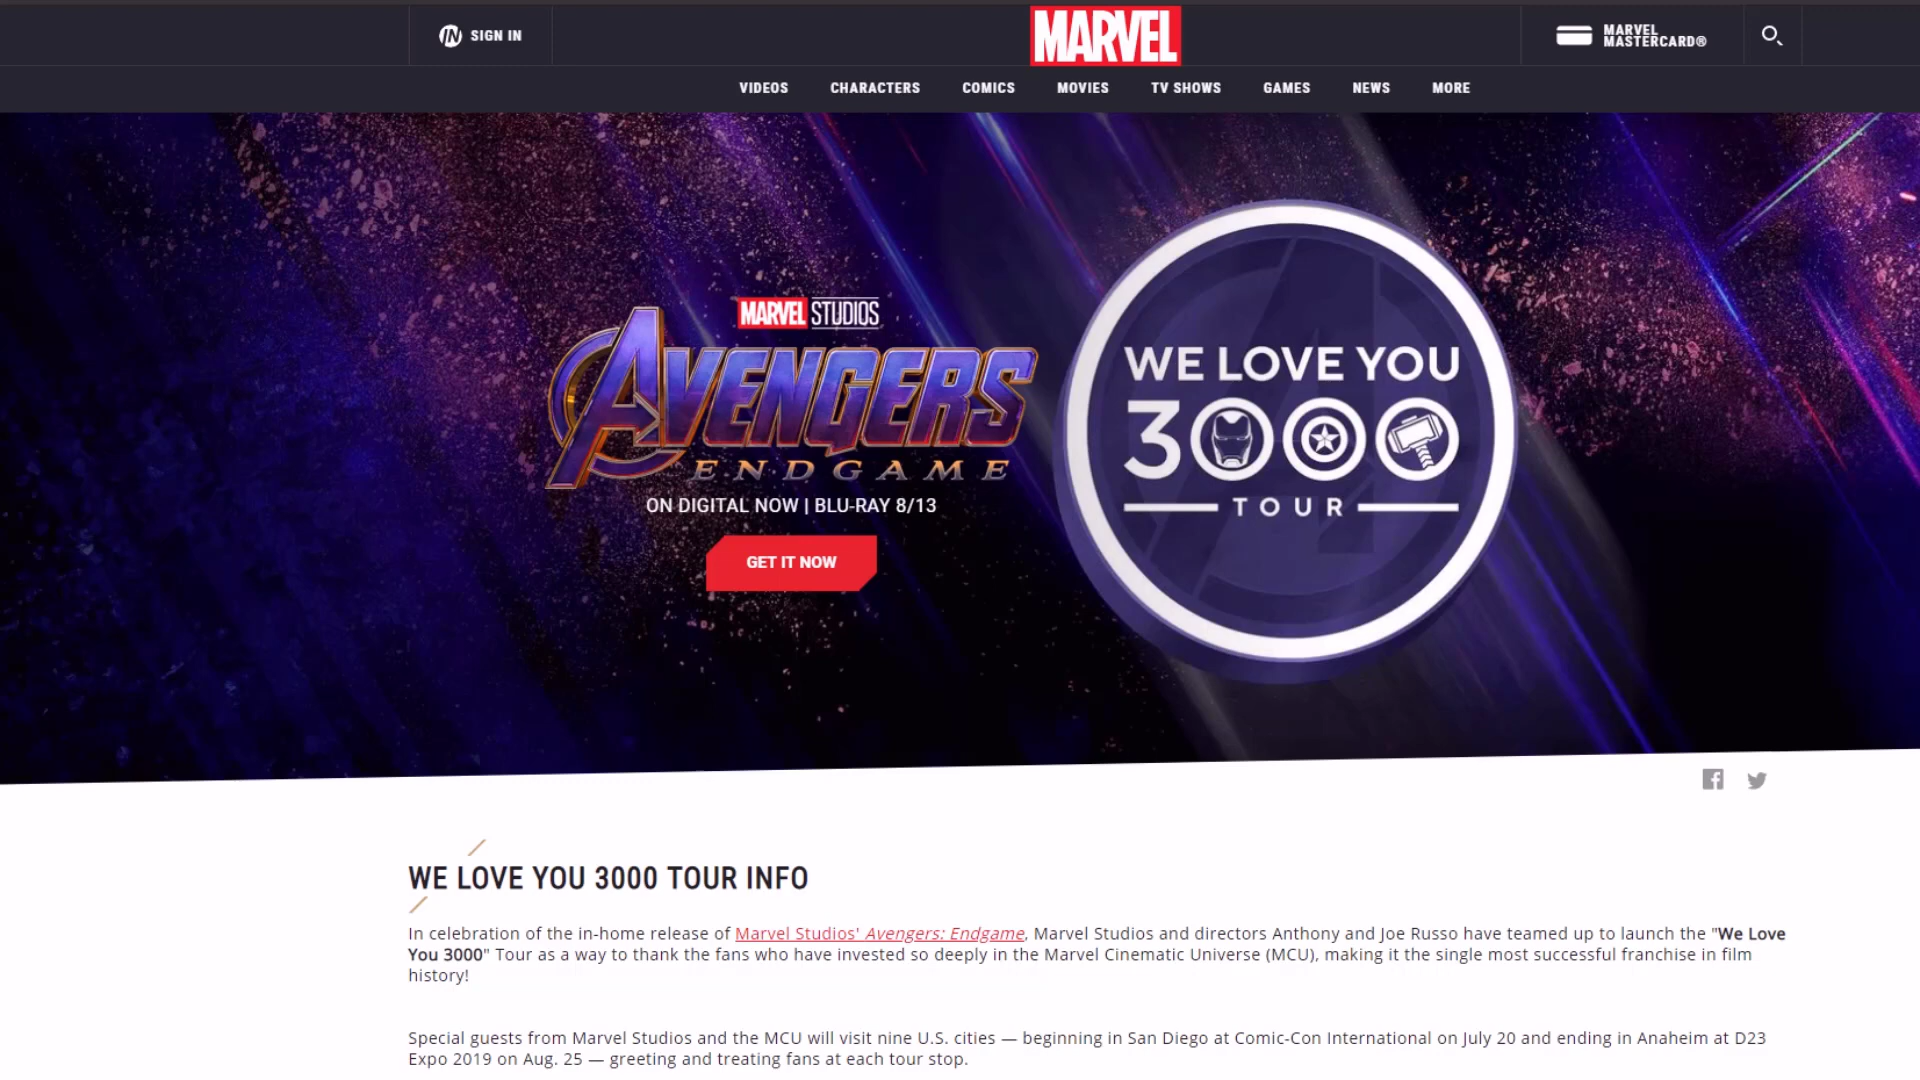 SIGN IN
MARVEL
MARVEL
MASTERCARD®
VIDEOS CHARACTERS COMICS MOVIES TV SHOWS GAMES NEWS MORE
MARVEL STUDIOS
AVENGERS
ENDGAME
ON DIGITAL NOW | BLU-RAY 8/13
GET IT NOW
WE LOVE YOU
3000
TOUR
WE LOVE YOU 3000 TOUR INFO
In celebration of the in-home release of Marvel Studios' Avengers: Endgame, Marvel Studios and directors Anthony and Joe Russo have teamed up to launch the "We Love
You 3000" Tour as a way to thank the fans who have invested so deeply in the Marvel Cinematic Universe (MCU), making it the single most successful franchise in film
history!
Special guests from Marvel Studios and the MCU will visit nine U.S. cities — beginning in San Diego at Comic-Con International on July 20 and ending in Anaheim at D23
Expo 2019 on Aug. 25 — greeting and treating fans at each tour stop.